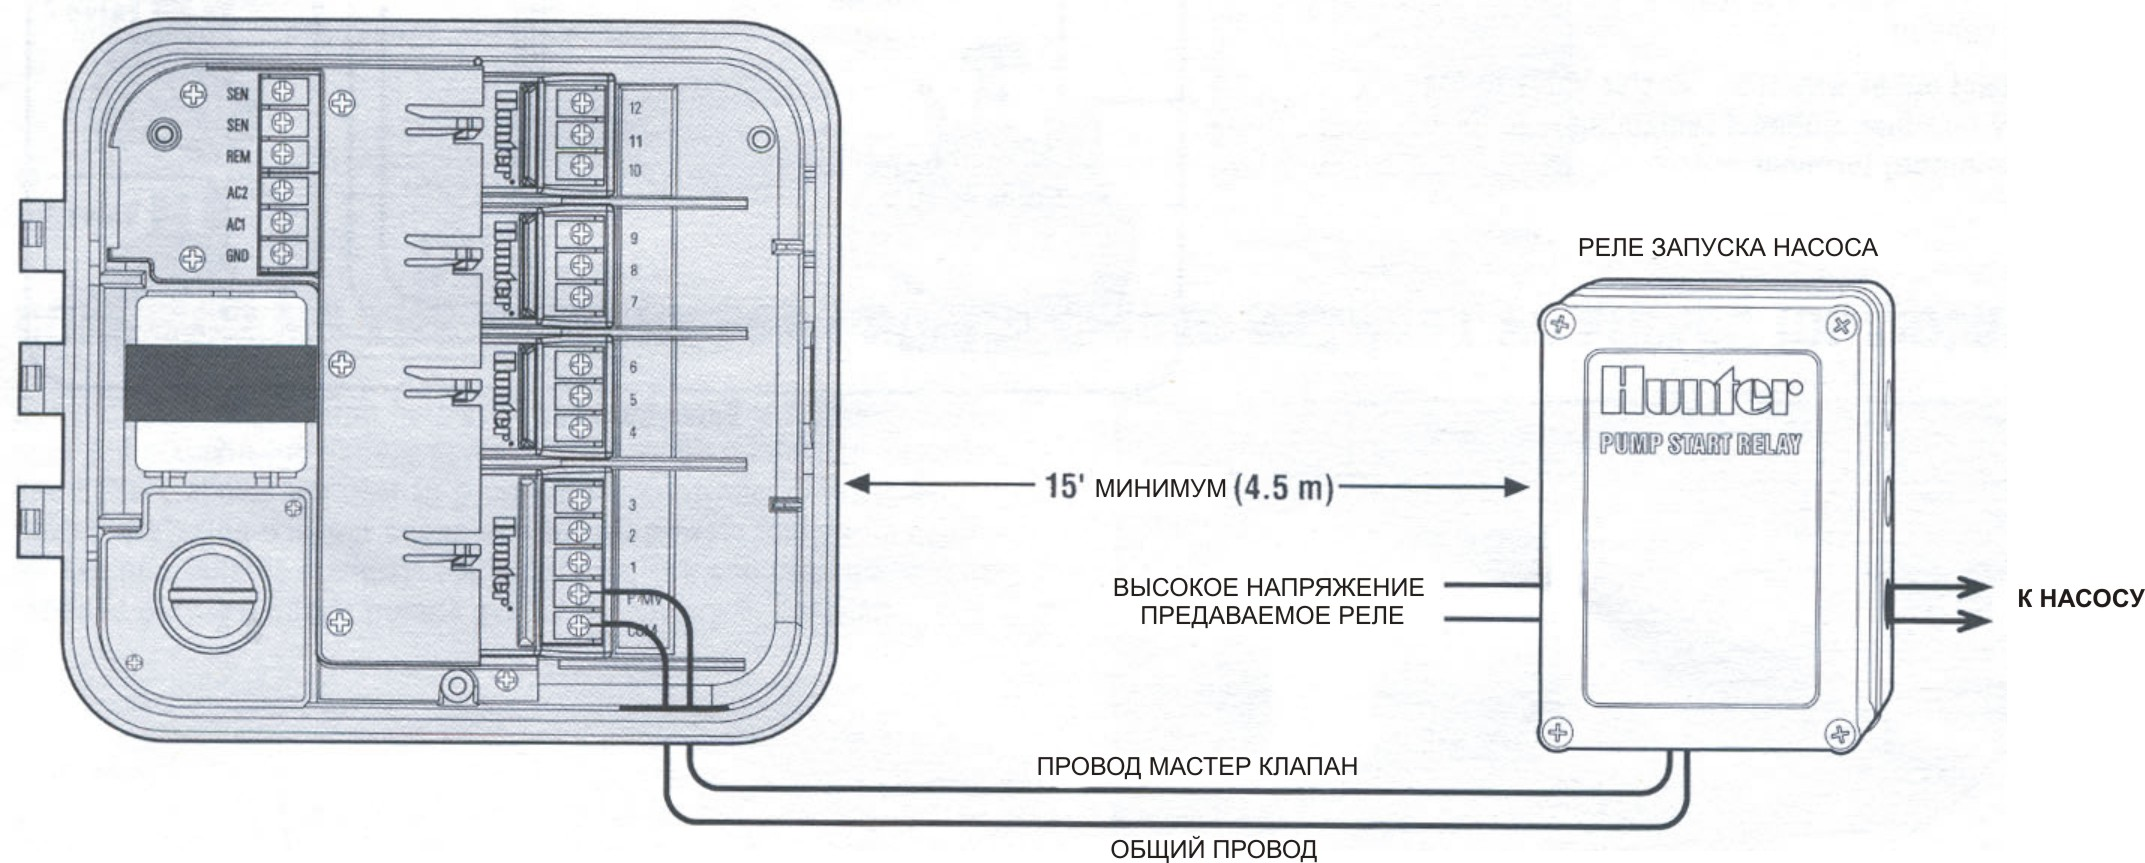 SEN
SEN
REM
AC2
AC1
GND
Hunter
12
11
10
Hunter
9
8
7
Hunter
6
5
4
Hunter
3
2
1
P/MV
COM
15' МИНИМУМ (4.5 m)
РЕЛЕ ЗАПУСКА НАСОСА
Hunter
PUMP START RELAY
ВЫСОКОЕ НАПРЯЖЕНИЕ
ПРЕДАВАЕМОЕ РЕЛЕ
К НАСОСУ
ПРОВОД МАСТЕР КЛАПАН
ОБЩИЙ ПРОВОД